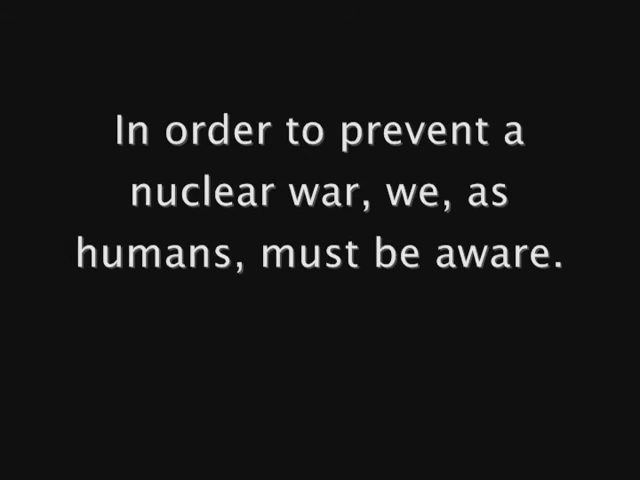 In order to prevent a
nuclear war, we, as
humans, must be aware.